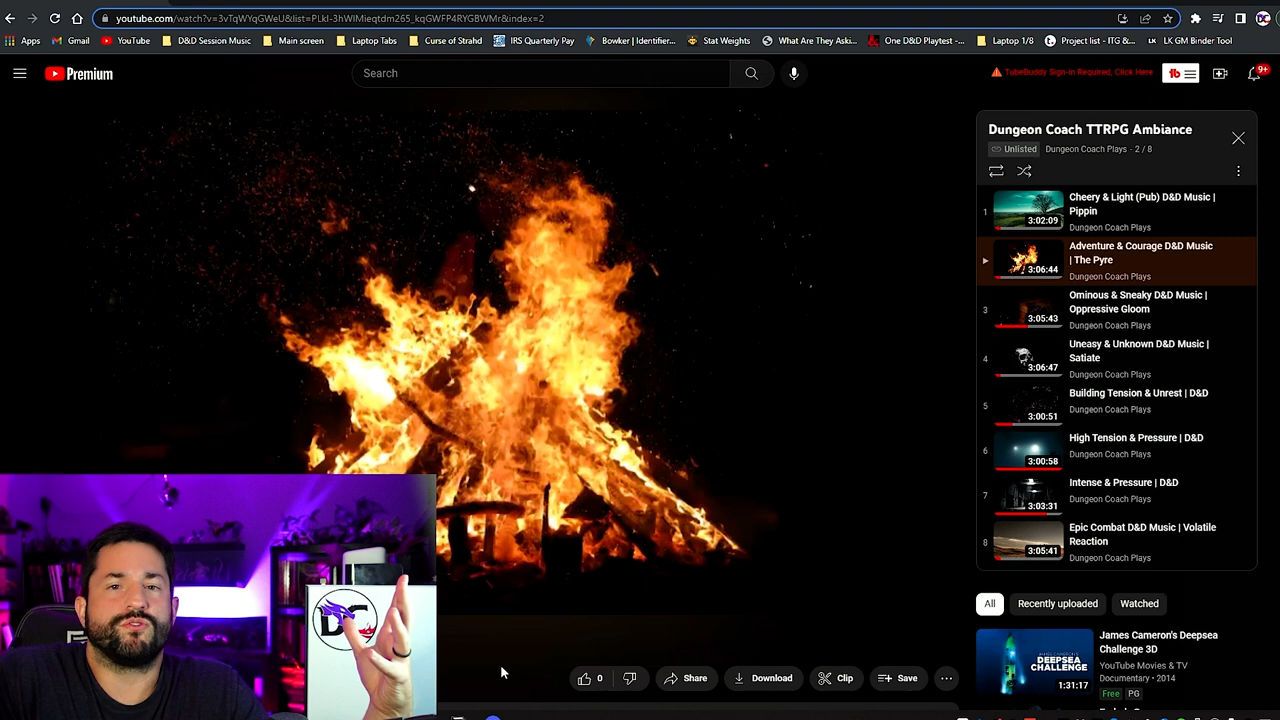 youtube.com/watch?v=3vTqWYqGWeU&list=PLkI-3hWIMieqtdm265_kqGWFP4RYGBWMr&index=2
Apps Gmail YouTube D&D Session Music Main screen Laptop Tabs Curse of Strahd IRS Quarterly Pay Bowker | Identifier... Stat Weights What Are They Aski... One D&D Playtest -... Laptop 1/8 Project list - ITG &... LK LK GM Binder Tool
Premium
Search
TubeBuddy Sign-in Required, Click Here
tb
9+
Dungeon Coach TTRPG Ambiance
Unlisted Dungeon Coach Plays - 2 / 8
1
Cheery & Light (Pub) D&D Music |
Pippin
3:02:09
Dungeon Coach Plays
Adventure & Courage D&D Music
| The Pyre
3:06:44
Dungeon Coach Plays
3
Ominous & Sneaky D&D Music |
Oppressive Gloom
3:05:43
Dungeon Coach Plays
4
Uneasy & Unknown D&D Music |
Satiate
3:06:47
Dungeon Coach Plays
5
Building Tension & Unrest | D&D
Dungeon Coach Plays
3:00:51
6
High Tension & Pressure | D&D
Dungeon Coach Plays
3:00:58
7
Intense & Pressure | D&D
Dungeon Coach Plays
3:03:31
8
Epic Combat D&D Music | Volatile
Reaction
3:05:41
Dungeon Coach Plays
All Recently uploaded Watched
James Cameron's Deepsea
Challenge 3D
YouTube Movies & TV
Documentary • 2014
Free PG
JAMES CAMERON'S
DEEPSEA
CHALLENGE 3D
1:31:17
0 Share Download Clip Save
DC